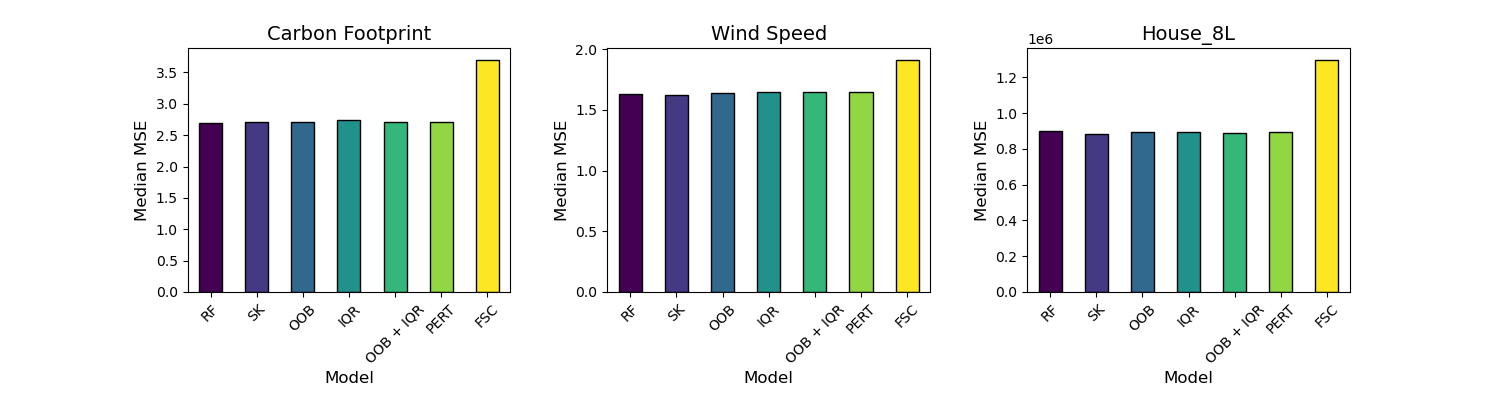 Carbon Footprint
Median MSE
3.5
3.0
2.5
2.0
1.5
1.0
0.5
0.0
RF
SK
OOB
IQR
OOB + IQR
PERT
FSC
Model
Wind Speed
Median MSE
2.0
1.5
1.0
0.5
0.0
RF
SK
OOB
IQR
OOB + IQR
PERT
FSC
Model
House_8L
1e6
Median MSE
1.2
1.0
0.8
0.6
0.4
0.2
0.0
RF
SK
OOB
IQR
OOB + IQR
PERT
FSC
Model